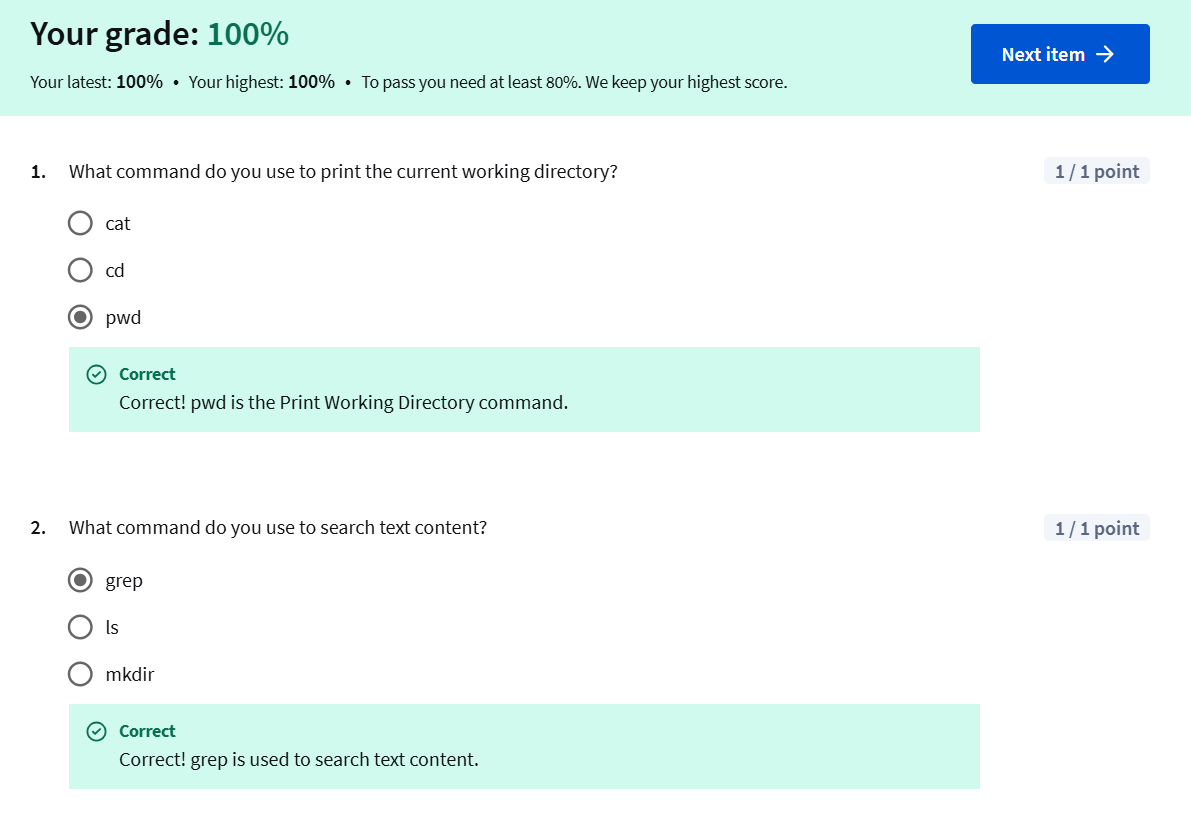 Your grade: 100%
Next item →
Your latest: 100% • Your highest: 100% • To pass you need at least 80%. We keep your highest score.
1. What command do you use to print the current working directory? 1 / 1 point
cat
cd
pwd
Correct
Correct! pwd is the Print Working Directory command.
2. What command do you use to search text content? 1 / 1 point
grep
ls
mkdir
Correct
Correct! grep is used to search text content.